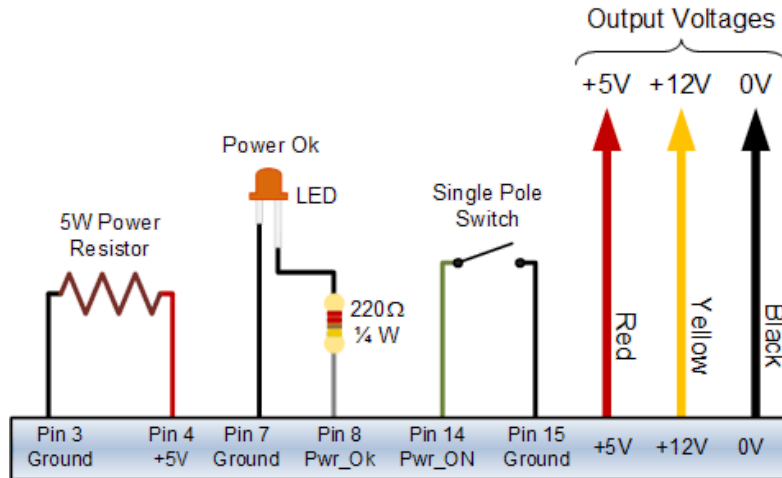 Output Voltages
+5V +12V 0V
Power Ok
LED
Single Pole
Switch
5W Power
Resistor
220Ω
¼ W
Red
Yellow
Black
Pin 3
Ground
Pin 4
+5V
Pin 7
Ground
Pin 8
Pwr_Ok
Pin 14
Pwr_ON
Pin 15
Ground
+5V
+12V
0V